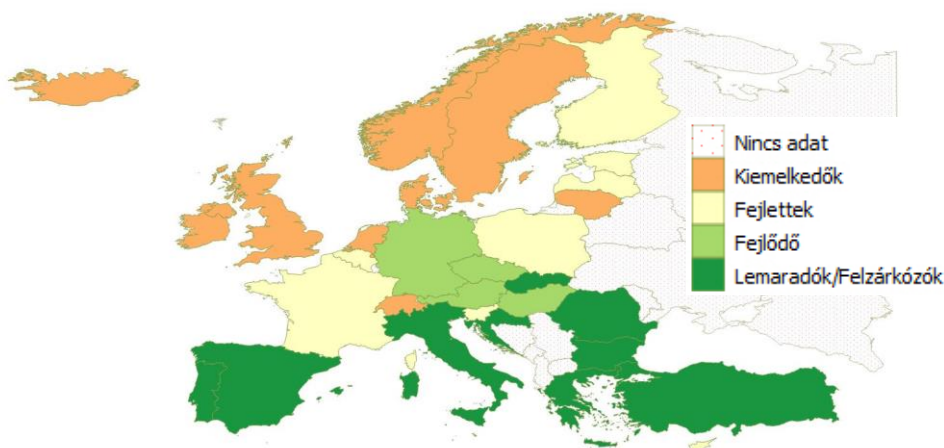 Nincs adat
Kiemelkedők
Fejlettek
Fejlődő
Lemaradók/Felzárkózók